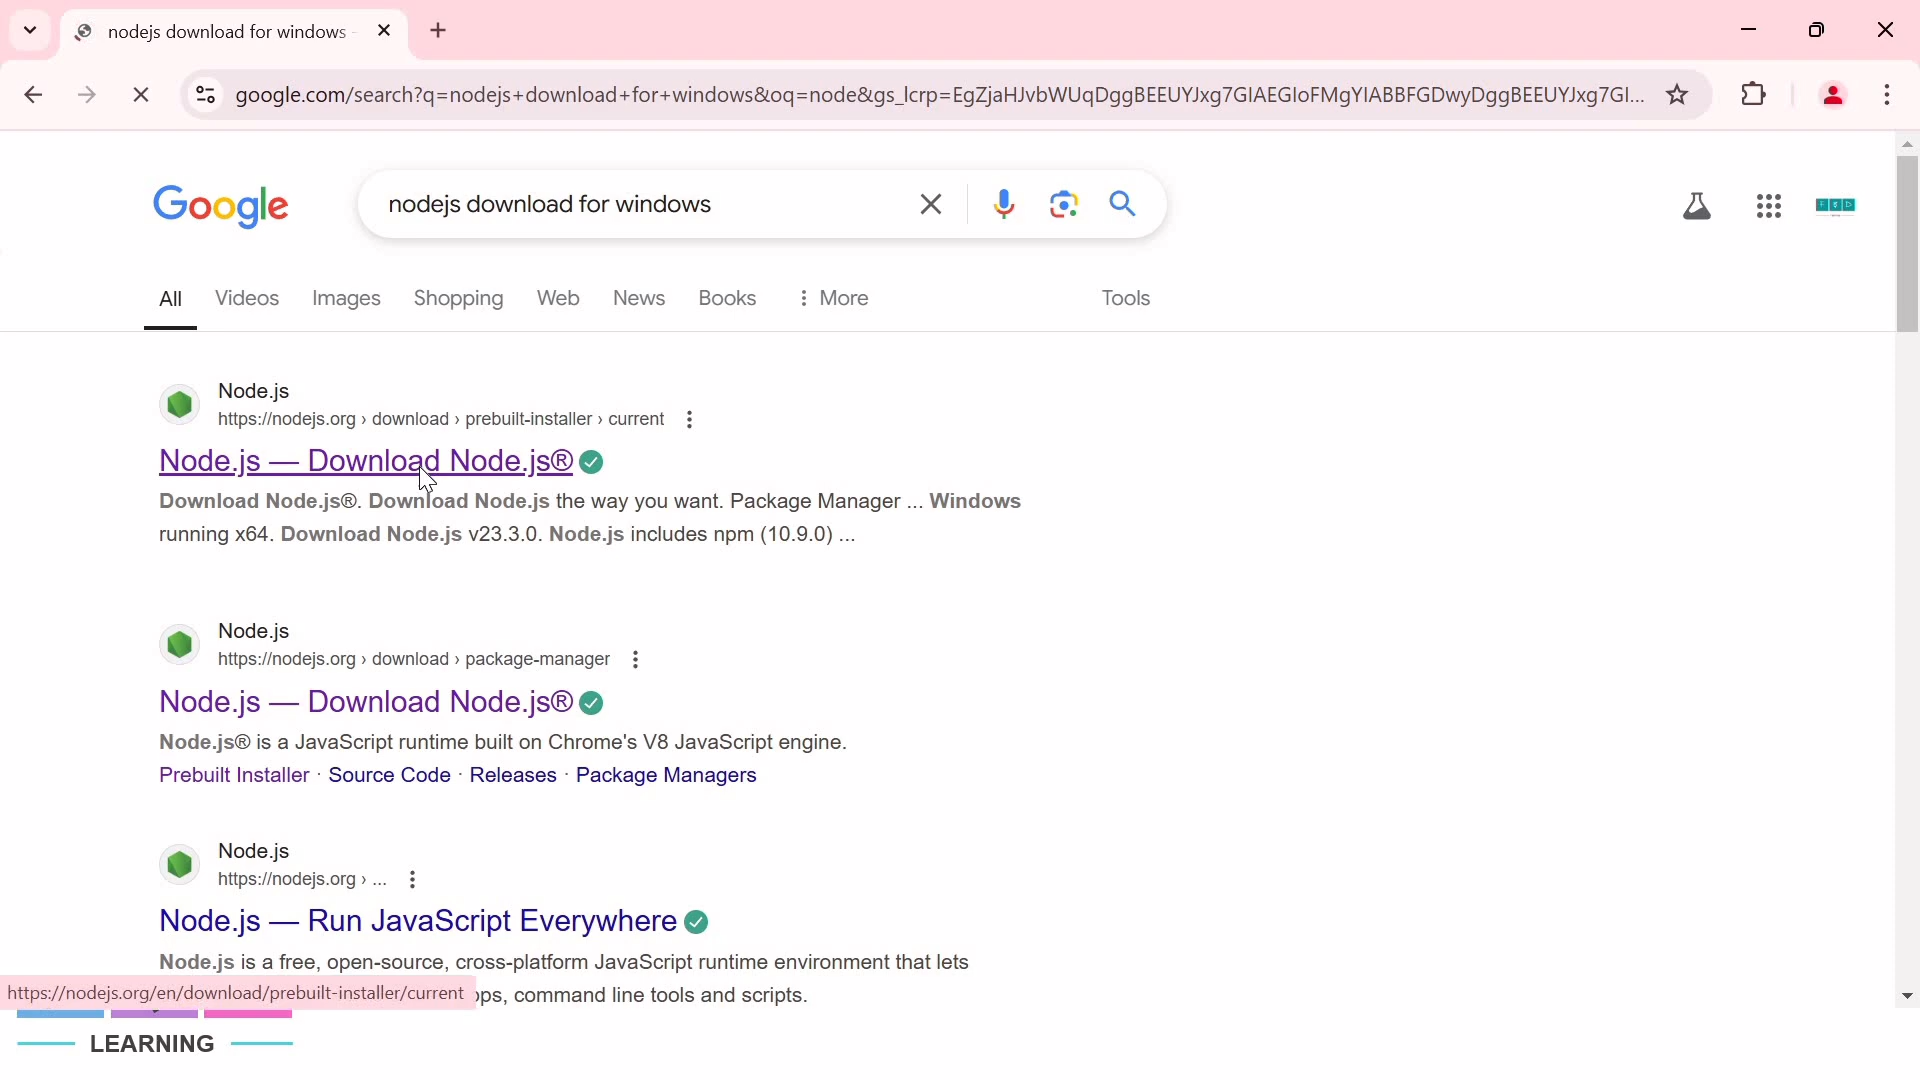 nodejs download for windows -
google.com/search?q=nodejs+download+for+windows&oq=node&gs_lcrp=EgZjaHJvbWUqDggBEEUYJxg7GIAEGIoFMgYIABBFGDwyDggBEEUYJxg7GI...
Google
nodejs download for windows
All Videos Images Shopping Web News Books More Tools
Node.js
https://nodejs.org › download › prebuilt-installer › current
Node.js — Download Node.js®
Download Node.js®. Download Node.js the way you want. Package Manager ... Windows
running x64. Download Node.js v23.3.0. Node.js includes npm (10.9.0) ...
Node.js
https://nodejs.org › download › package-manager
Node.js — Download Node.js®
Node.js® is a JavaScript runtime built on Chrome's V8 JavaScript engine.
Prebuilt Installer · Source Code · Releases · Package Managers
Node.js
https://nodejs.org › ...
Node.js — Run JavaScript Everywhere
Node.js is a free, open-source, cross-platform JavaScript runtime environment that lets
https://nodejs.org/en/download/prebuilt-installer/current
command line tools and scripts.
LEARNING